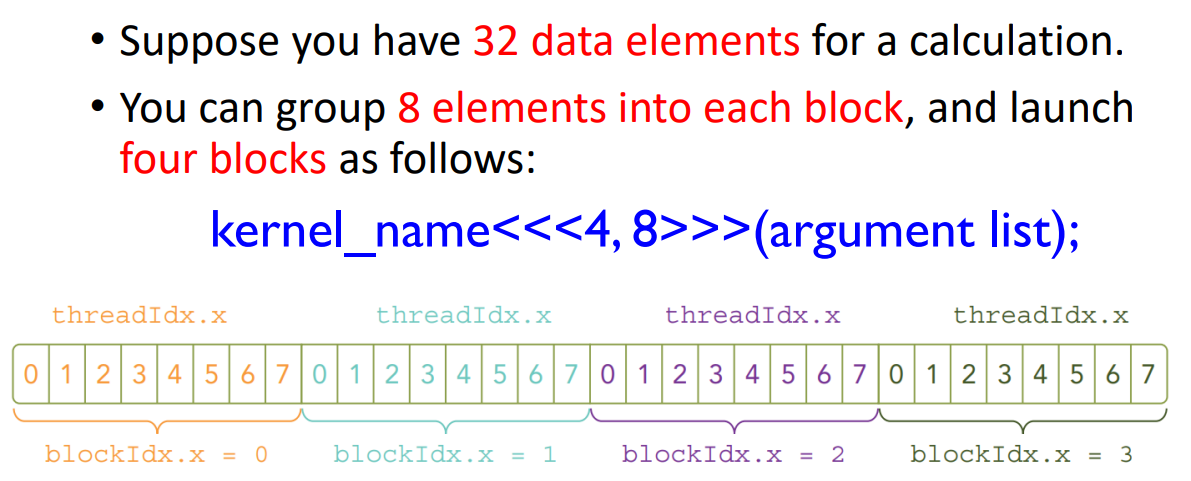 • Suppose you have 32 data elements for a calculation.
• You can group 8 elements into each block, and launch
four blocks as follows:
kernel_name<<<4, 8>>>(argument list);
threadIdx.x threadIdx.x threadIdx.x threadIdx.x
0 1 2 3 4 5 6 7 0 1 2 3 4 5 6 7 0 1 2 3 4 5 6 7 0 1 2 3 4 5 6 7
blockIdx.x = 0 blockIdx.x = 1 blockIdx.x = 2 blockIdx.x = 3